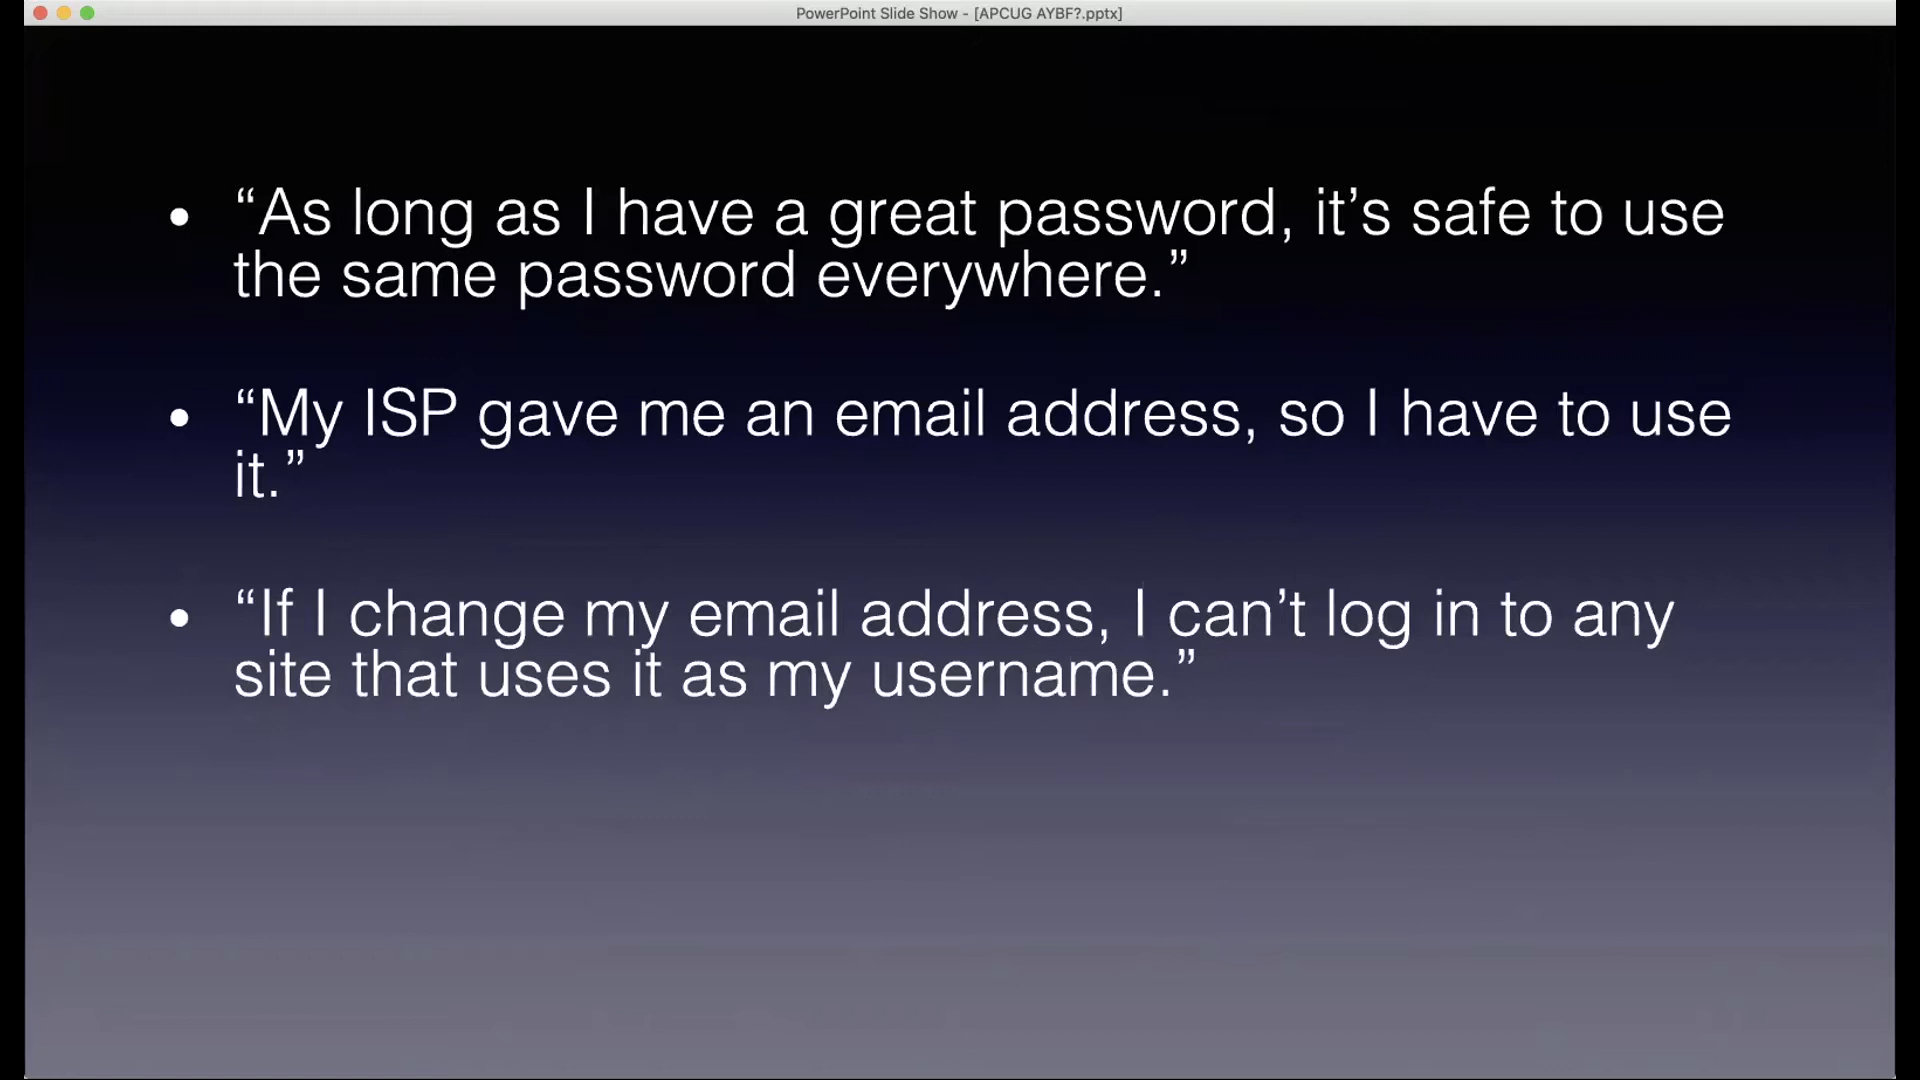 PowerPoint Slide Show - [APCUG AYBF?.pptx]
• “As long as I have a great password, it’s safe to use
the same password everywhere.”
• “My ISP gave me an email address, so I have to use
it.”
• “If I change my email address, I can’t log in to any
site that uses it as my username.”